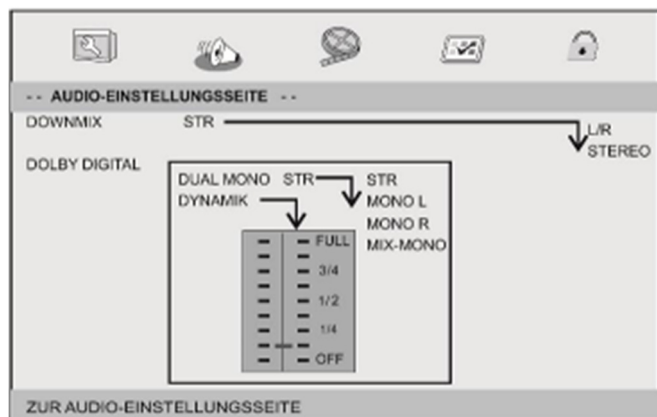 - - AUDIO-EINSTELLUNGSSEITE - -
DOWNMIX STR L/R
STEREO
DOLBY DIGITAL
DUAL MONO STR STR
DYNAMIK MONO L
MONO R
FULL MIX-MONO
3/4
1/2
1/4
OFF
ZUR AUDIO-EINSTELLUNGSSEITE